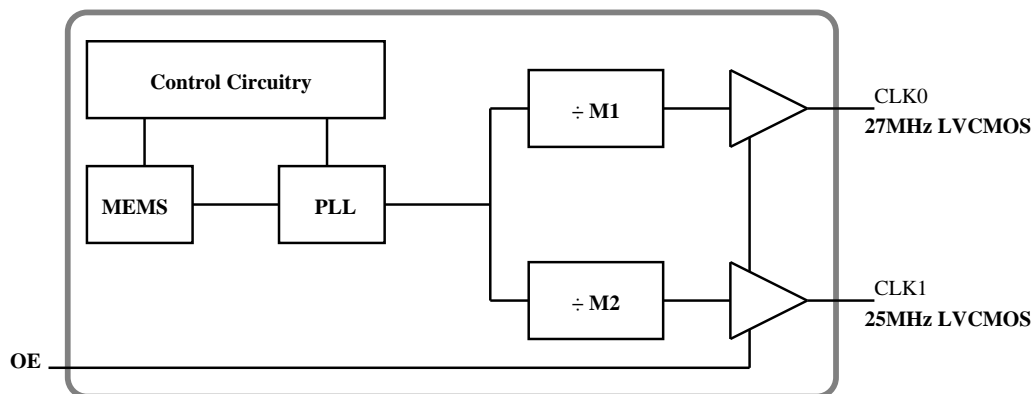 Control Circuitry
MEMS
PLL
÷ M1
÷ M2
CLK0
27MHz LVCMOS
CLK1
25MHz LVCMOS
OE